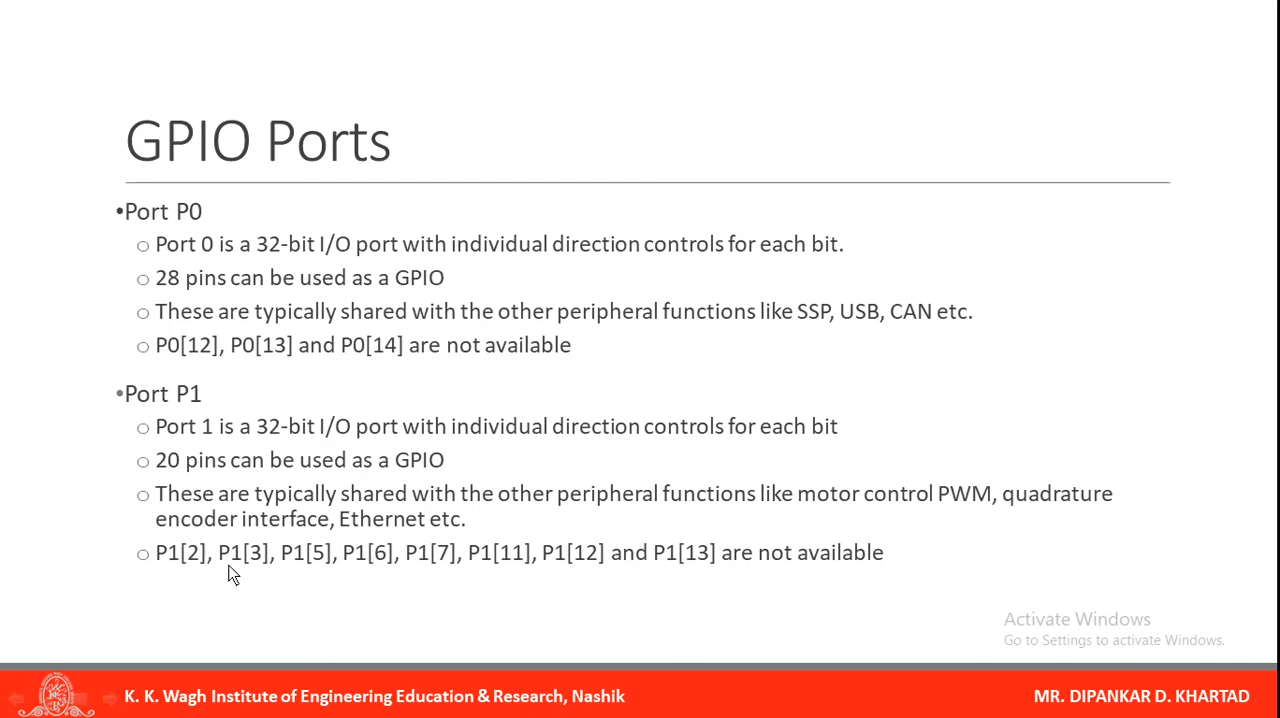 GPIO Ports
•Port P0
○ Port 0 is a 32-bit I/O port with individual direction controls for each bit.
○ 28 pins can be used as a GPIO
○ These are typically shared with the other peripheral functions like SSP, USB, CAN etc.
○ P0[12], P0[13] and P0[14] are not available
•Port P1
○ Port 1 is a 32-bit I/O port with individual direction controls for each bit
○ 20 pins can be used as a GPIO
○ These are typically shared with the other peripheral functions like motor control PWM, quadrature
encoder interface, Ethernet etc.
○ P1[2], P1[3], P1[5], P1[6], P1[7], P1[11], P1[12] and P1[13] are not available
Activate Windows
Go to Settings to activate Windows.
K. K. Wagh Institute of Engineering Education & Research, Nashik
MR. DIPANKAR D. KHARTAD